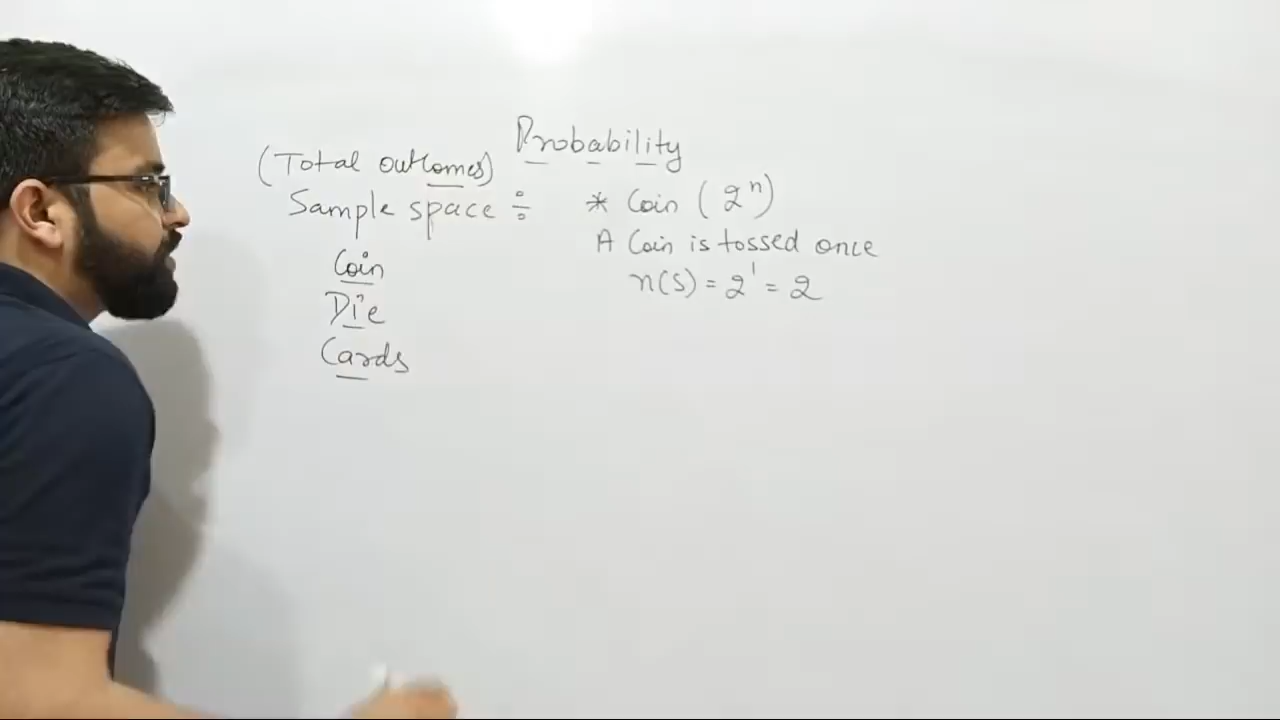 Probability
(Total outcomes)
Sample space ÷
Coin
Die
Cards
* Coin (2ⁿ)
A Coin is tossed once
n(S) = 2¹ = 2